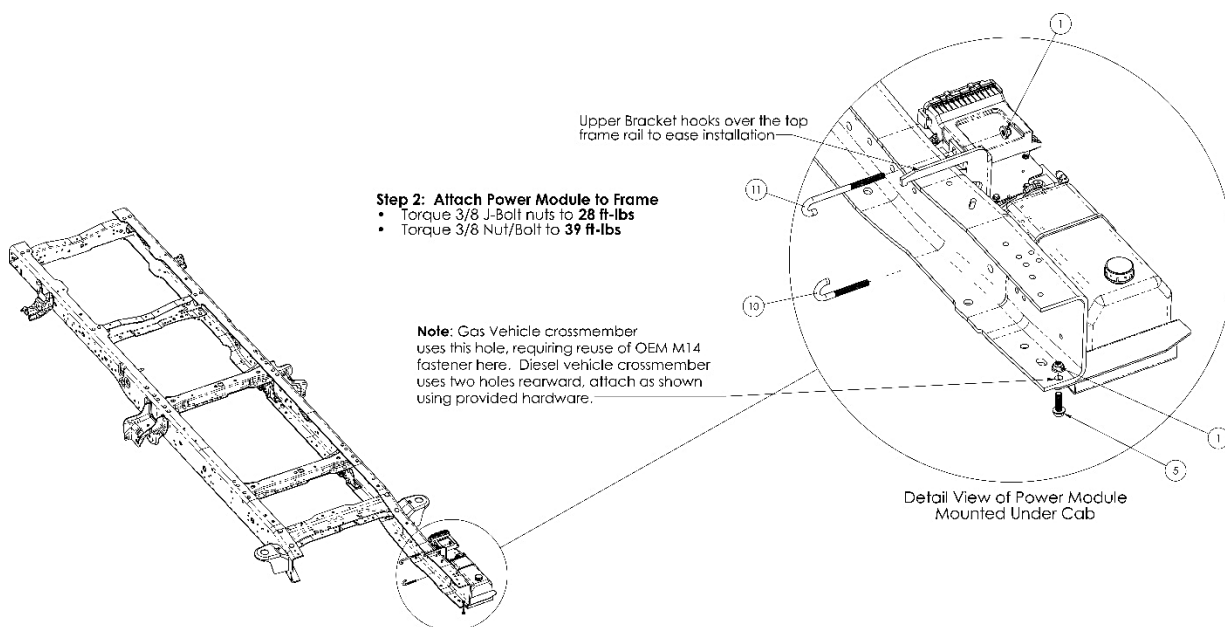 1
Upper Bracket hooks over the top
frame rail to ease installation
11
Step 2: Attach Power Module to Frame
• Torque 3/8 J-Bolt nuts to 28 ft-lbs
• Torque 3/8 Nut/Bolt to 39 ft-lbs
10
Note: Gas Vehicle crossmember
uses this hole, requiring reuse of OEM M14
fastener here. Diesel vehicle crossmember
uses two holes rearward, attach as shown
using provided hardware.
1
5
Detail View of Power Module
Mounted Under Cab